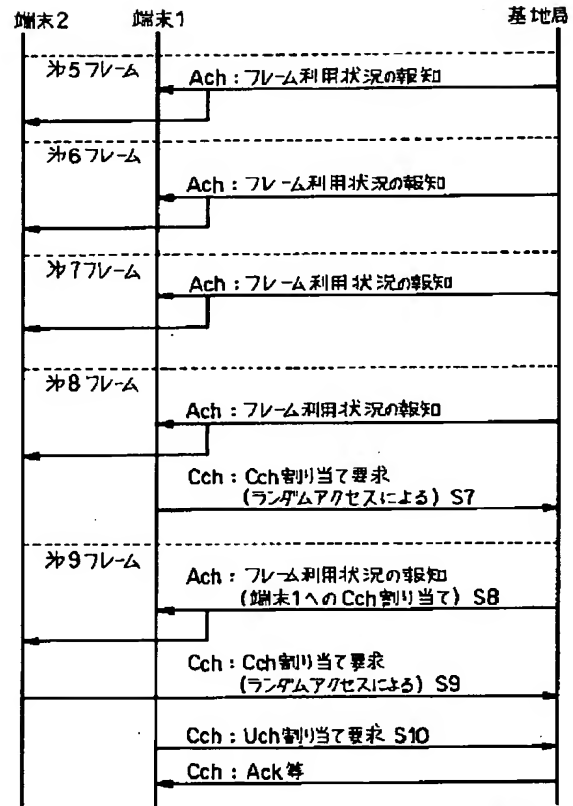 端末2 端末1 基地局
第5フレーム
Ach : フレーム利用状況の報知
第6フレーム
Ach : フレーム利用状況の報知
第7フレーム
Ach : フレーム利用状況の報知
第8フレーム
Ach : フレーム利用状況の報知
Cch : Cch割り当て要求
(ランダムアクセスによる) S7
第9フレーム
Ach : フレーム利用状況の報知
(端末1へのCch割り当て) S8
Cch : Cch割り当て要求
(ランダムアクセスによる) S9
Cch : Uch割り当て要求 S10
Cch : Ack等